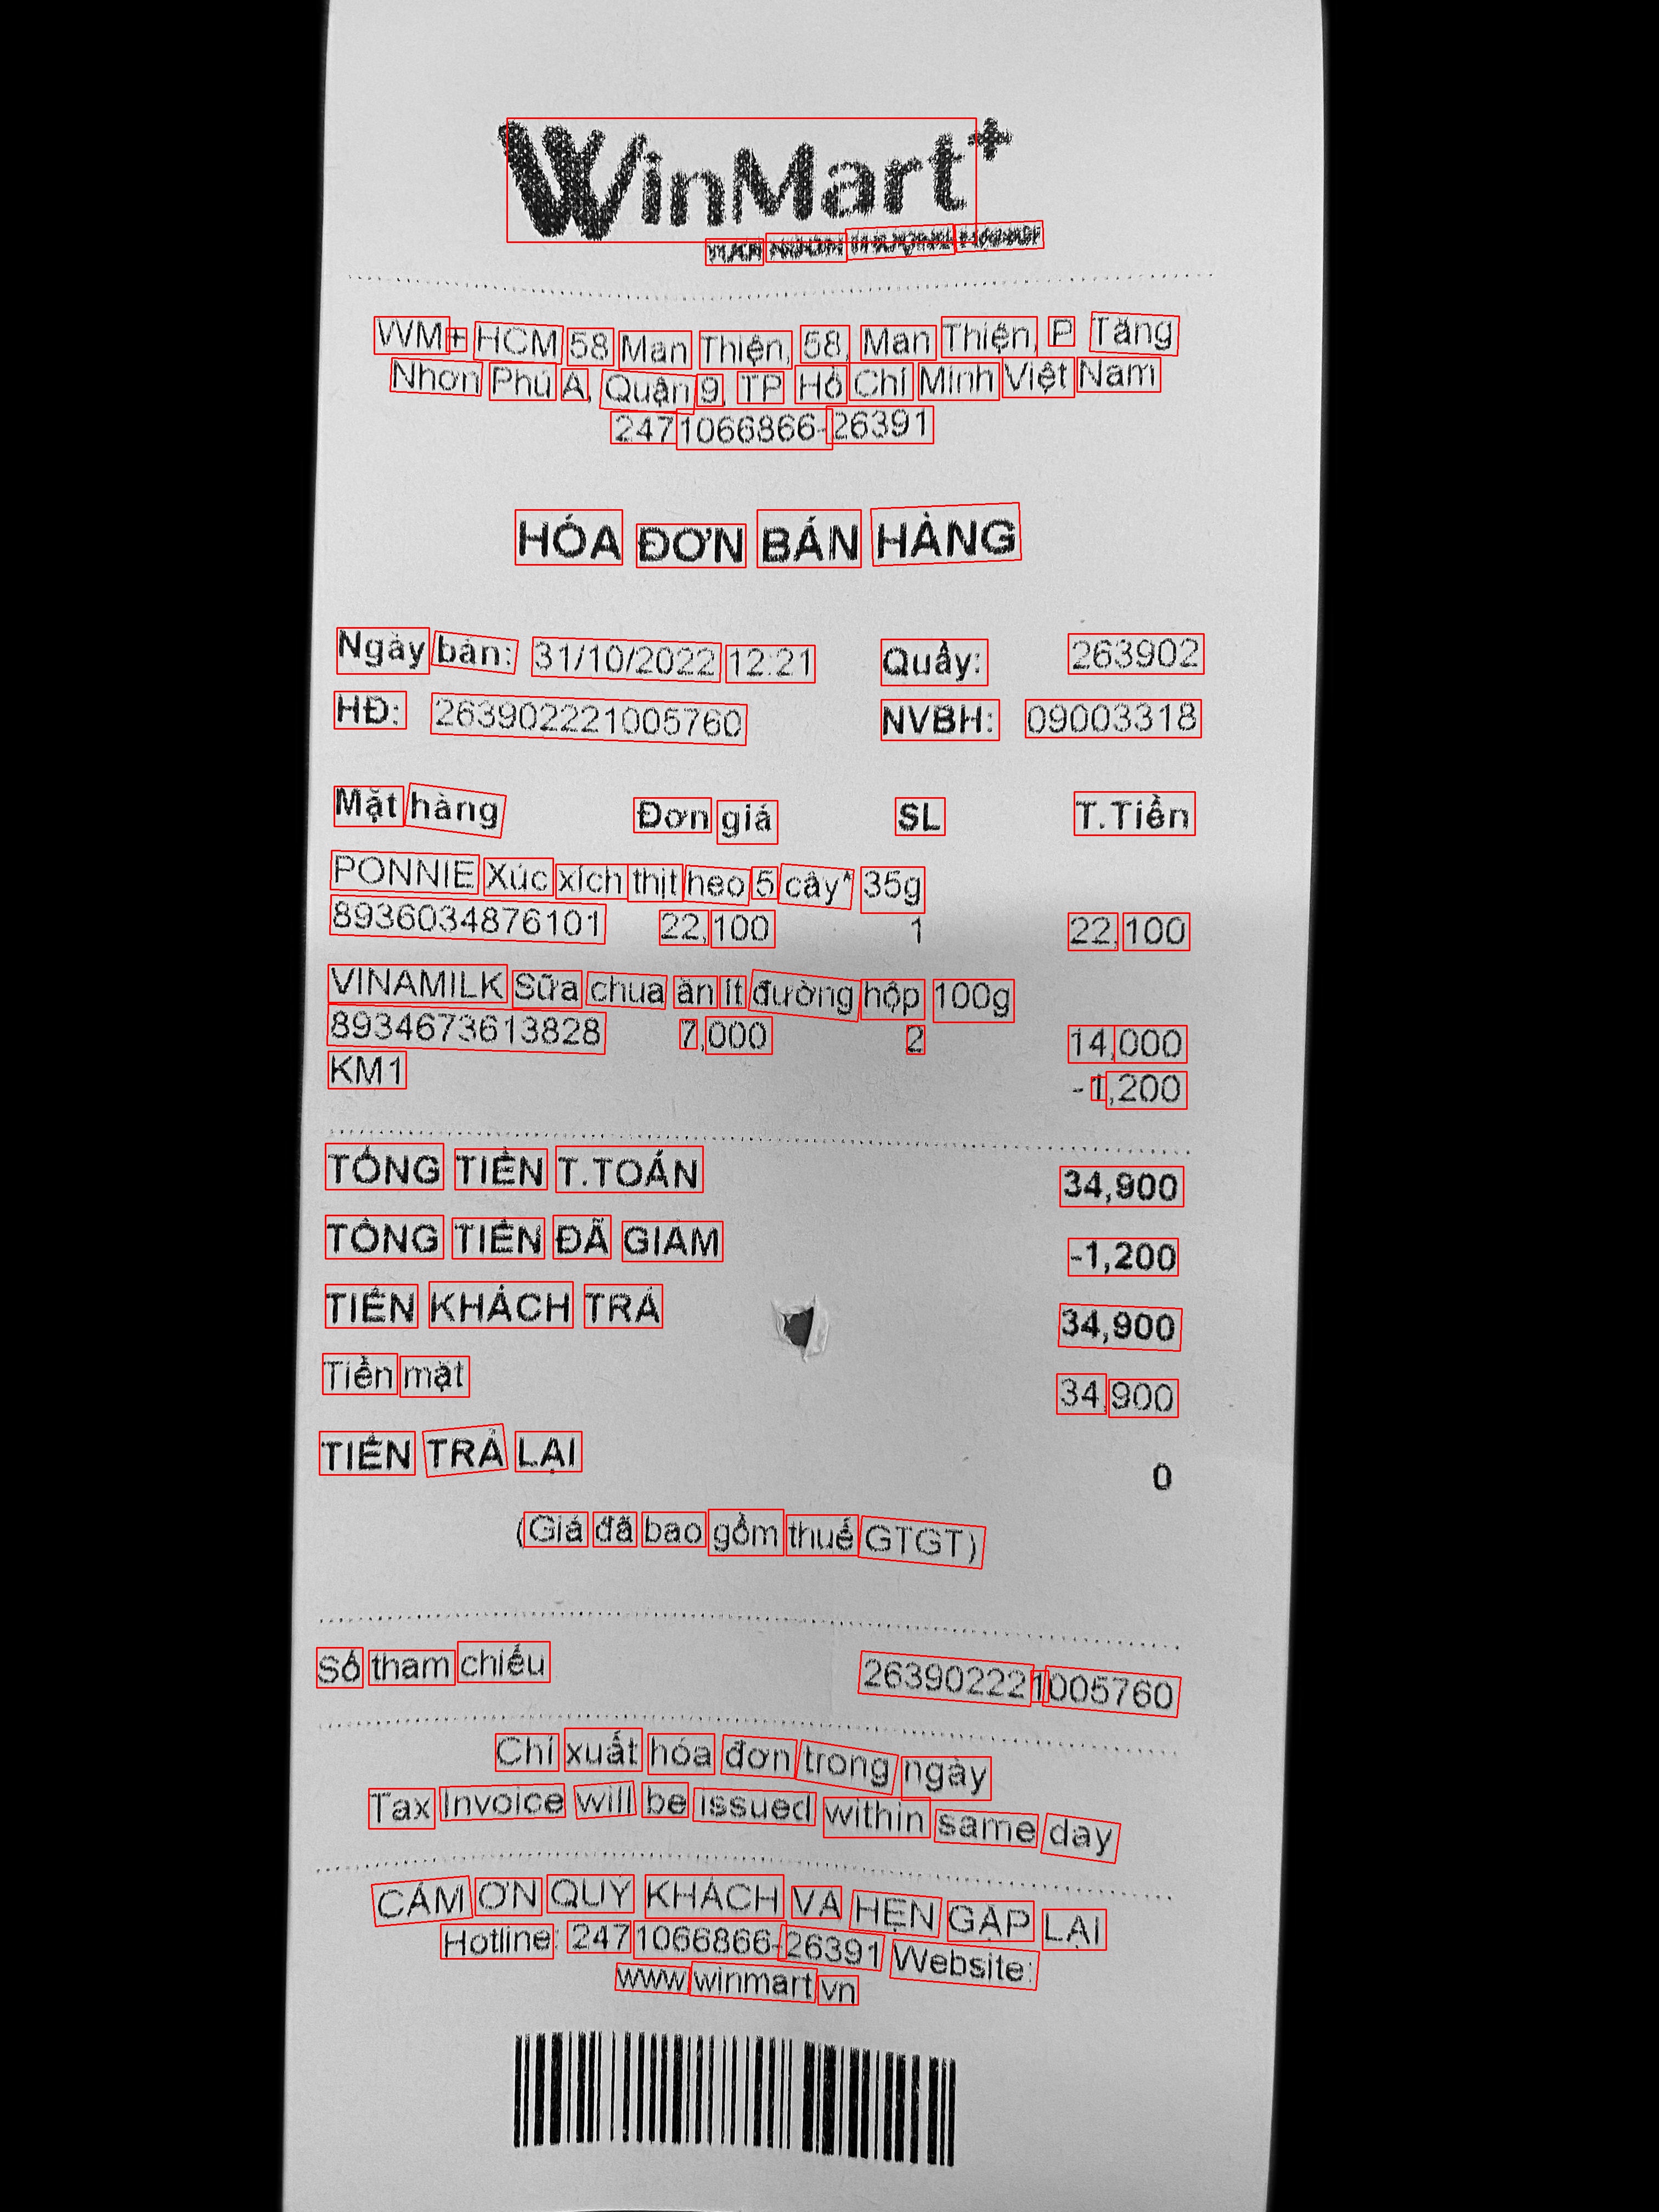 WinMart+
WM+ HCM 58 Man Thiện, 58, Man Thiện, P Tăng
Nhơn Phú A, Quận 9, TP Hồ Chí Minh Việt Nam
2471066866-26391
HÓA ĐƠN BÁN HÀNG
Ngày bán: 31/10/2022 12:21 Quầy: 263902
HĐ: 263902221005760 NVBH: 09003318
Mặt hàng Đơn giá SL T.Tiền
PONNIE Xúc xích thịt heo 5 cây* 35g
8936034876101 22,100 1 22,100
VINAMILK Sữa chua ăn ít đường hộp 100g
8934673613828 7,000 2 14,000
KM1 -1,200
TỔNG TIỀN T.TOÁN 34,900
TỔNG TIỀN ĐÃ GIẢM -1,200
TIỀN KHÁCH TRẢ 34,900
Tiền mặt 34,900
TIỀN TRẢ LẠI 0
(Giá đã bao gồm thuế GTGT)
Số tham chiếu 263902221005760
Chỉ xuất hóa đơn trong ngày
Tax Invoice will be issued within same day
CẢM ƠN QUÝ KHÁCH VÀ HẸN GẶP LẠI
Hotline: 2471066866-26391 Website:
www.winmart.vn